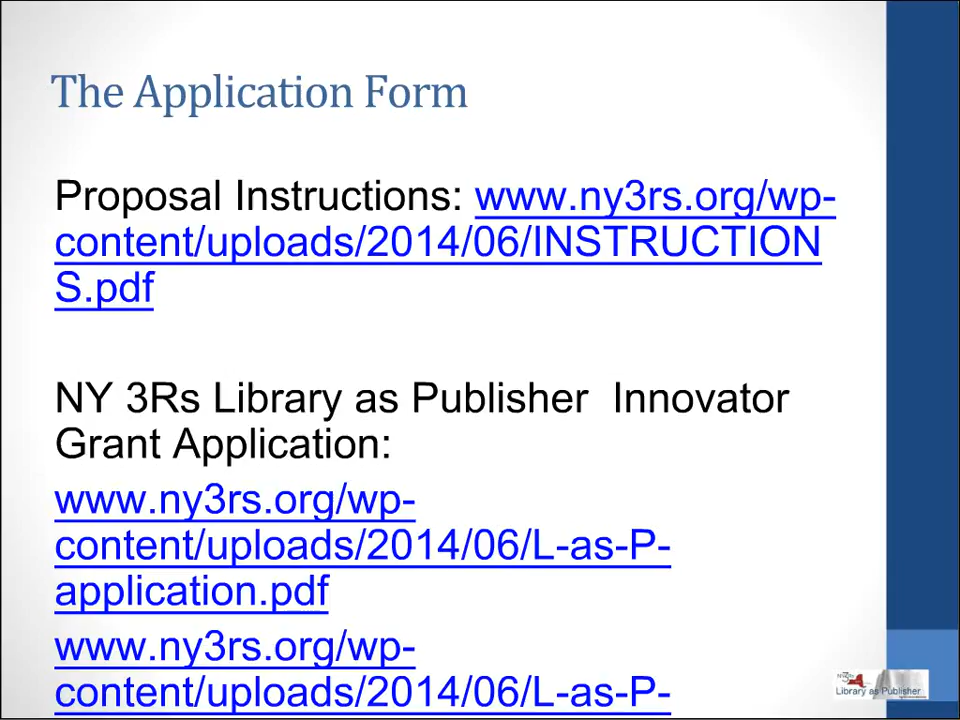 The Application Form
Proposal Instructions: www.ny3rs.org/wp-
content/uploads/2014/06/INSTRUCTION
S.pdf
NY 3Rs Library as Publisher  Innovator
Grant Application:
www.ny3rs.org/wp-
content/uploads/2014/06/L-as-P-
application.pdf
www.ny3rs.org/wp-
content/uploads/2014/06/L-as-P-
Library as Publisher